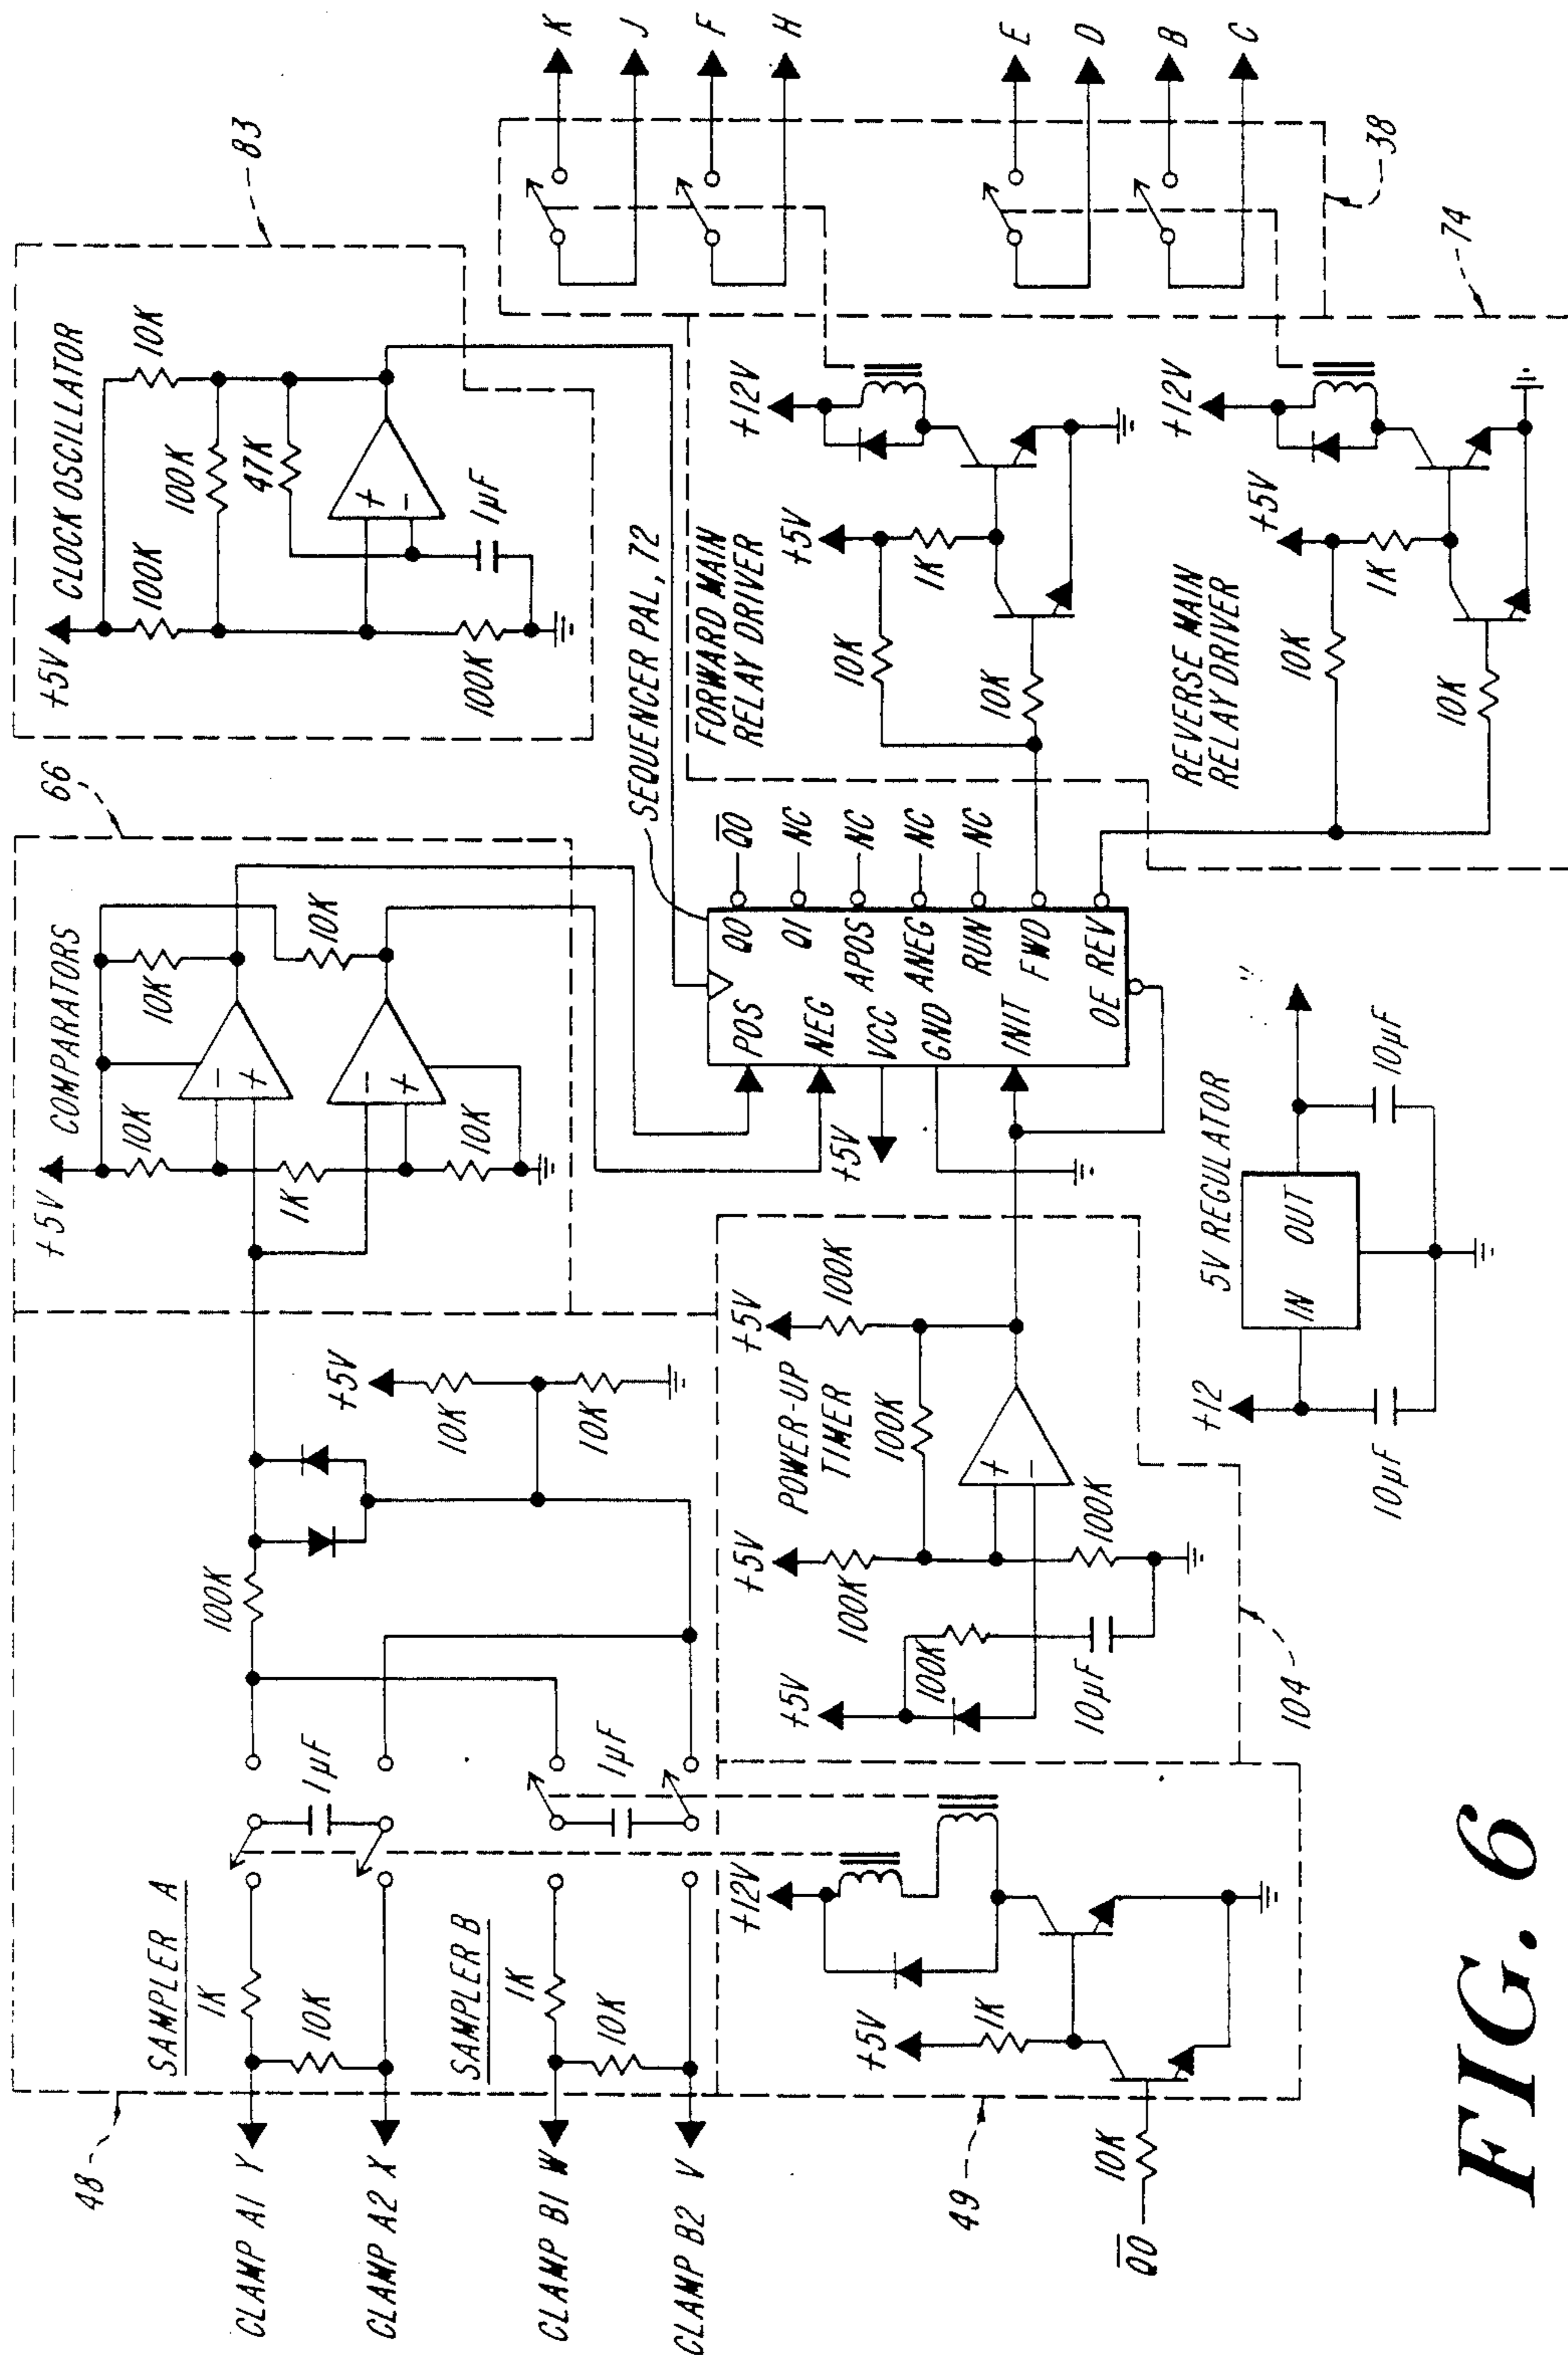 48
SAMPLER A
CLAMP A1 Y
1K
10K
CLAMP A2 X
1µF
SAMPLER B
CLAMP B1 W
1K
10K
CLAMP B2 V
1µF
100K
+5V
10K
10K
66
COMPARATORS
+5V
10K
1K
10K
10K
10K
-
+
-
+
83
CLOCK OSCILLATOR
+5V
100K
10K
100K
47K
+
-
1µF
100K
SEQUENCER PAL, 72
POS
NEG
VCC
GND
INIT
OE
Q0
Q1
APOS
ANEG
RUN
FWD
REV
Q̅0̅
NC
NC
NC
NC
+5V
FORWARD MAIN
RELAY DRIVER
+5V
+12V
10K
1K
10K
REVERSE MAIN
RELAY DRIVER
+5V
+12V
10K
1K
10K
74
38
K
J
F
H
E
D
B
C
49
+12V
+5V
1K
10K
Q̅0̅
POWER-UP
TIMER
+5V
+5V
+5V
100K
100K
100K
100K
100K
+
-
10µF
104
5V REGULATOR
+12
IN
OUT
10µF
10µF
FIG. 6